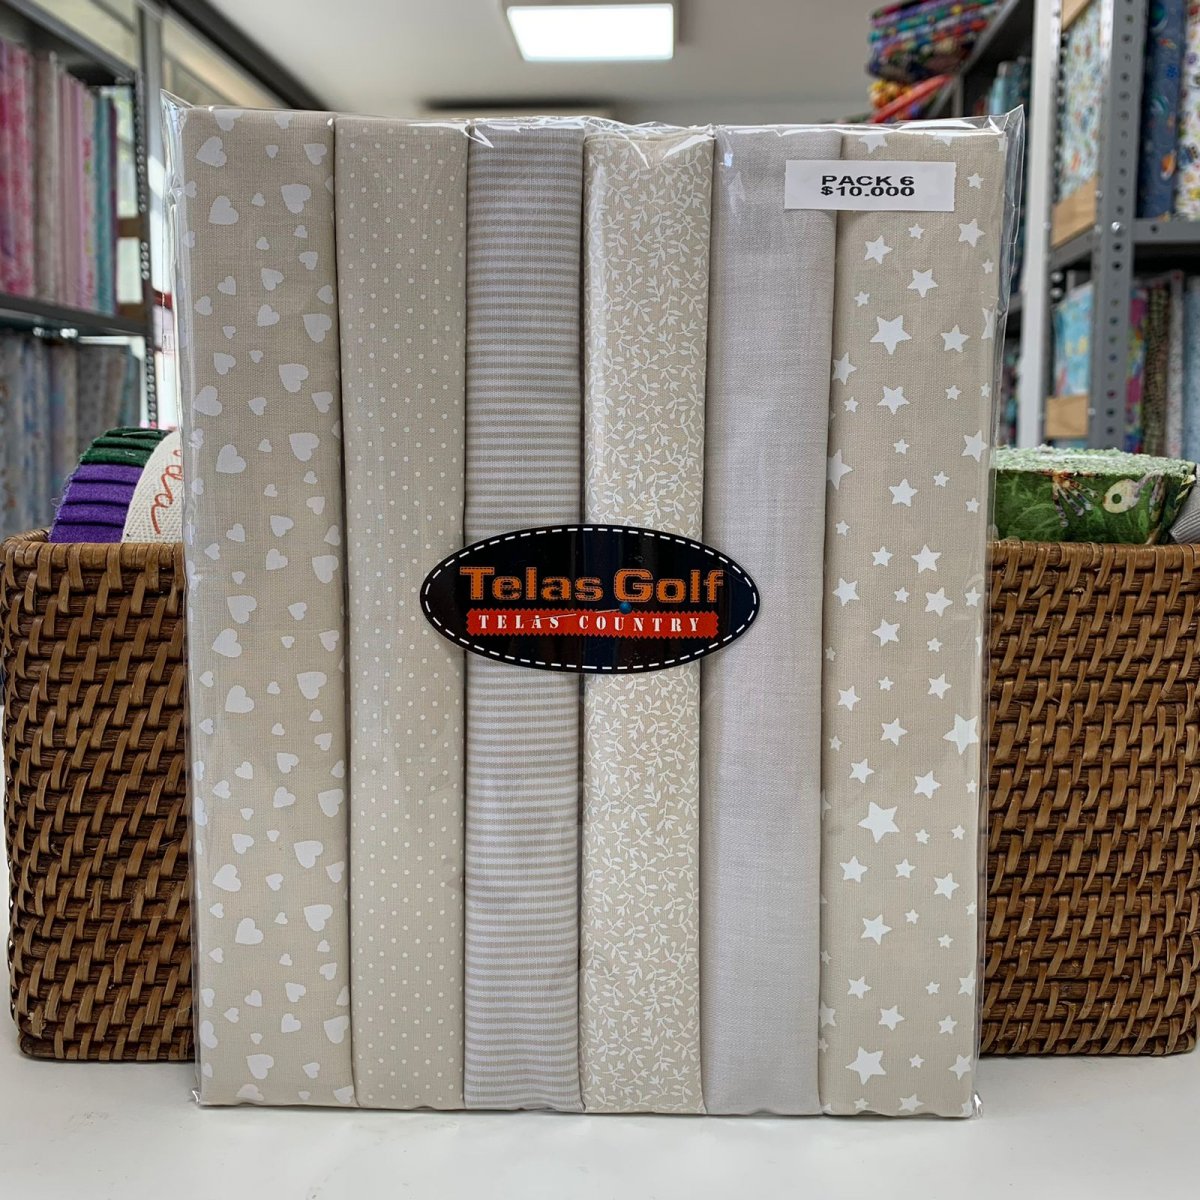 PACK 6
$10.000
Telas Golf
TELAS COUNTRY